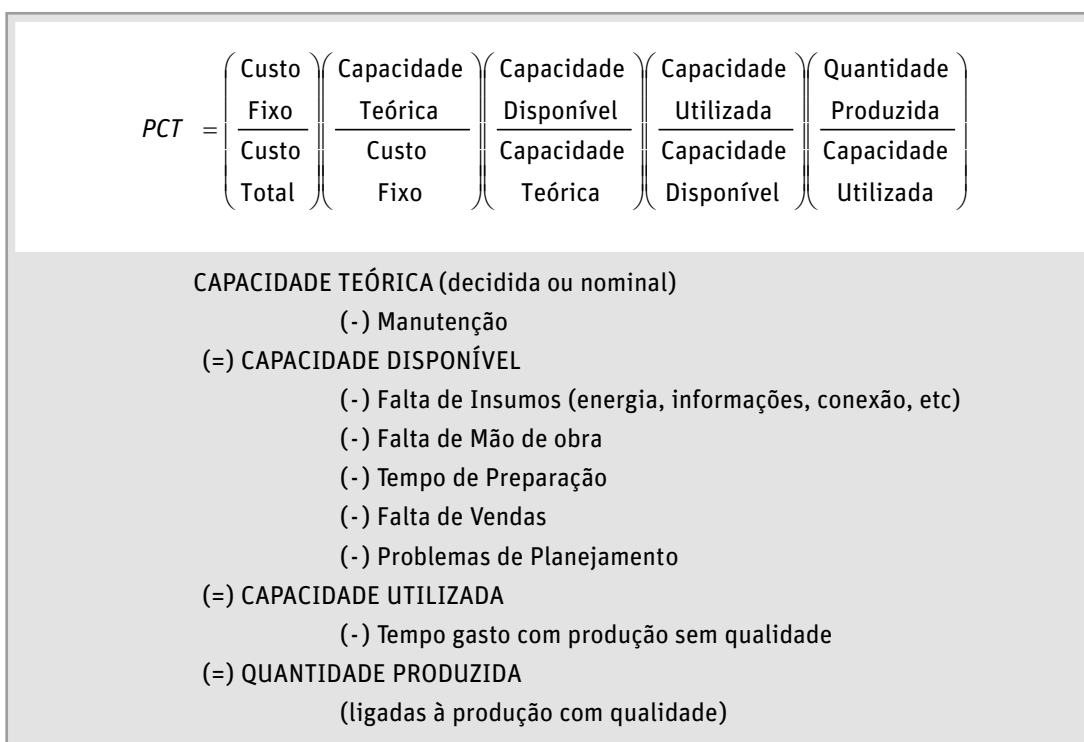 Custo Capacidade Capacidade Capacidade Quantidade
Fixo Teórica Disponível Utilizada Produzida
PCT =
Custo Custo Capacidade Capacidade Capacidade
Total Fixo Teórica Disponível Utilizada
CAPACIDADE TEÓRICA (decidida ou nominal)
(-) Manutenção
(=) CAPACIDADE DISPONÍVEL
(-) Falta de Insumos (energia, informações, conexão, etc)
(-) Falta de Mão de obra
(-) Tempo de Preparação
(-) Falta de Vendas
(-) Problemas de Planejamento
(=) CAPACIDADE UTILIZADA
(-) Tempo gasto com produção sem qualidade
(=) QUANTIDADE PRODUZIDA
(ligadas à produção com qualidade)